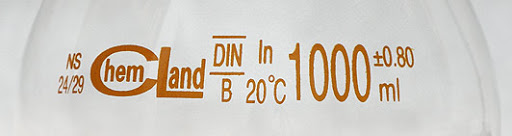 NS
24/29
ChemLand
DIN
B
In
20°C
1000 ±0.80
ml